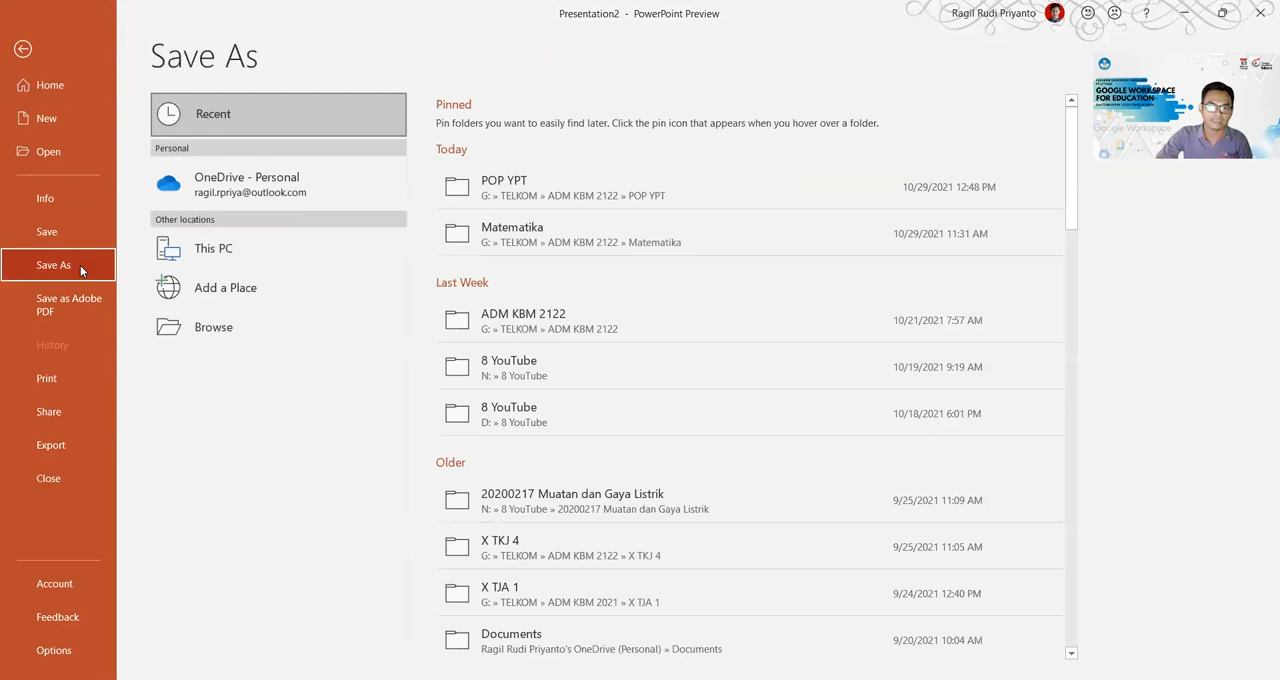 Presentation2 - PowerPoint Preview
Ragil Rudi Priyanto
?
Home
New
Open
Info
Save
Save As
Save as Adobe
PDF
History
Print
Share
Export
Close
Account
Feedback
Options
Save As
Recent
Personal
OneDrive - Personal
ragil.rpriya@outlook.com
Other locations
This PC
Add a Place
Browse
Pinned
Pin folders you want to easily find later. Click the pin icon that appears when you hover over a folder.
Today
POP YPT
G: » TELKOM » ADM KBM 2122 » POP YPT
10/29/2021 12:48 PM
Matematika
G: » TELKOM » ADM KBM 2122 » Matematika
10/29/2021 11:31 AM
Last Week
ADM KBM 2122
G: » TELKOM » ADM KBM 2122
10/21/2021 7:57 AM
8 YouTube
N: » 8 YouTube
10/19/2021 9:19 AM
8 YouTube
D: » 8 YouTube
10/18/2021 6:01 PM
Older
20200217 Muatan dan Gaya Listrik
N: » 8 YouTube » 20200217 Muatan dan Gaya Listrik
9/25/2021 11:09 AM
X TKJ 4
G: » TELKOM » ADM KBM 2122 » X TKJ 4
9/25/2021 11:05 AM
X TJA 1
G: » TELKOM » ADM KBM 2021 » X TJA 1
9/24/2021 12:40 PM
Documents
Ragil Rudi Priyanto's OneDrive (Personal) » Documents
9/20/2021 10:04 AM
GOOGLE WORKSPACE
FOR EDUCATION
Google Workspace